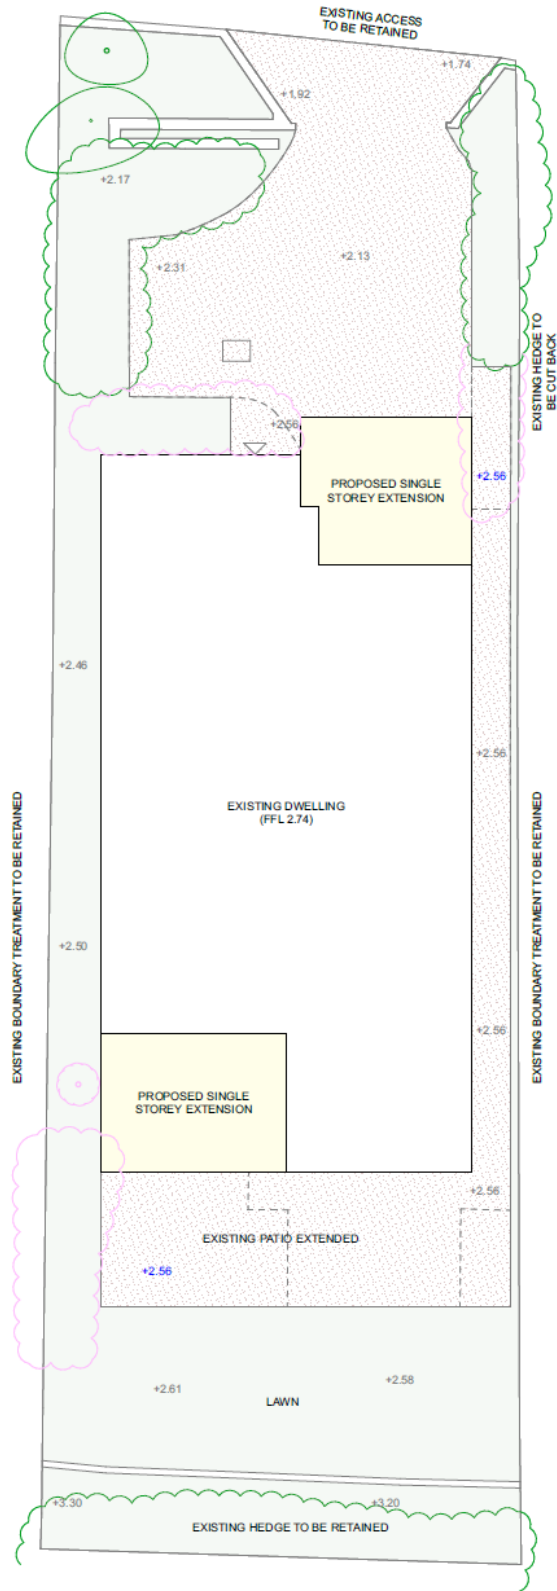 EXISTING ACCESS
TO BE RETAINED
+1.74
+1.92
+2.17
+2.13
+2.31
EXISTING HEDGE TO
BE CUT BACK
+2.56
+2.56
PROPOSED SINGLE
STOREY EXTENSION
+2.46
+2.56
EXISTING DWELLING
(FFL 2.74)
EXISTING BOUNDARY TREATMENT TO BE RETAINED
EXISTING BOUNDARY TREATMENT TO BE RETAINED
+2.50
+2.56
PROPOSED SINGLE
STOREY EXTENSION
+2.56
EXISTING PATIO EXTENDED
+2.56
+2.61
+2.58
LAWN
+3.30
+3.20
EXISTING HEDGE TO BE RETAINED